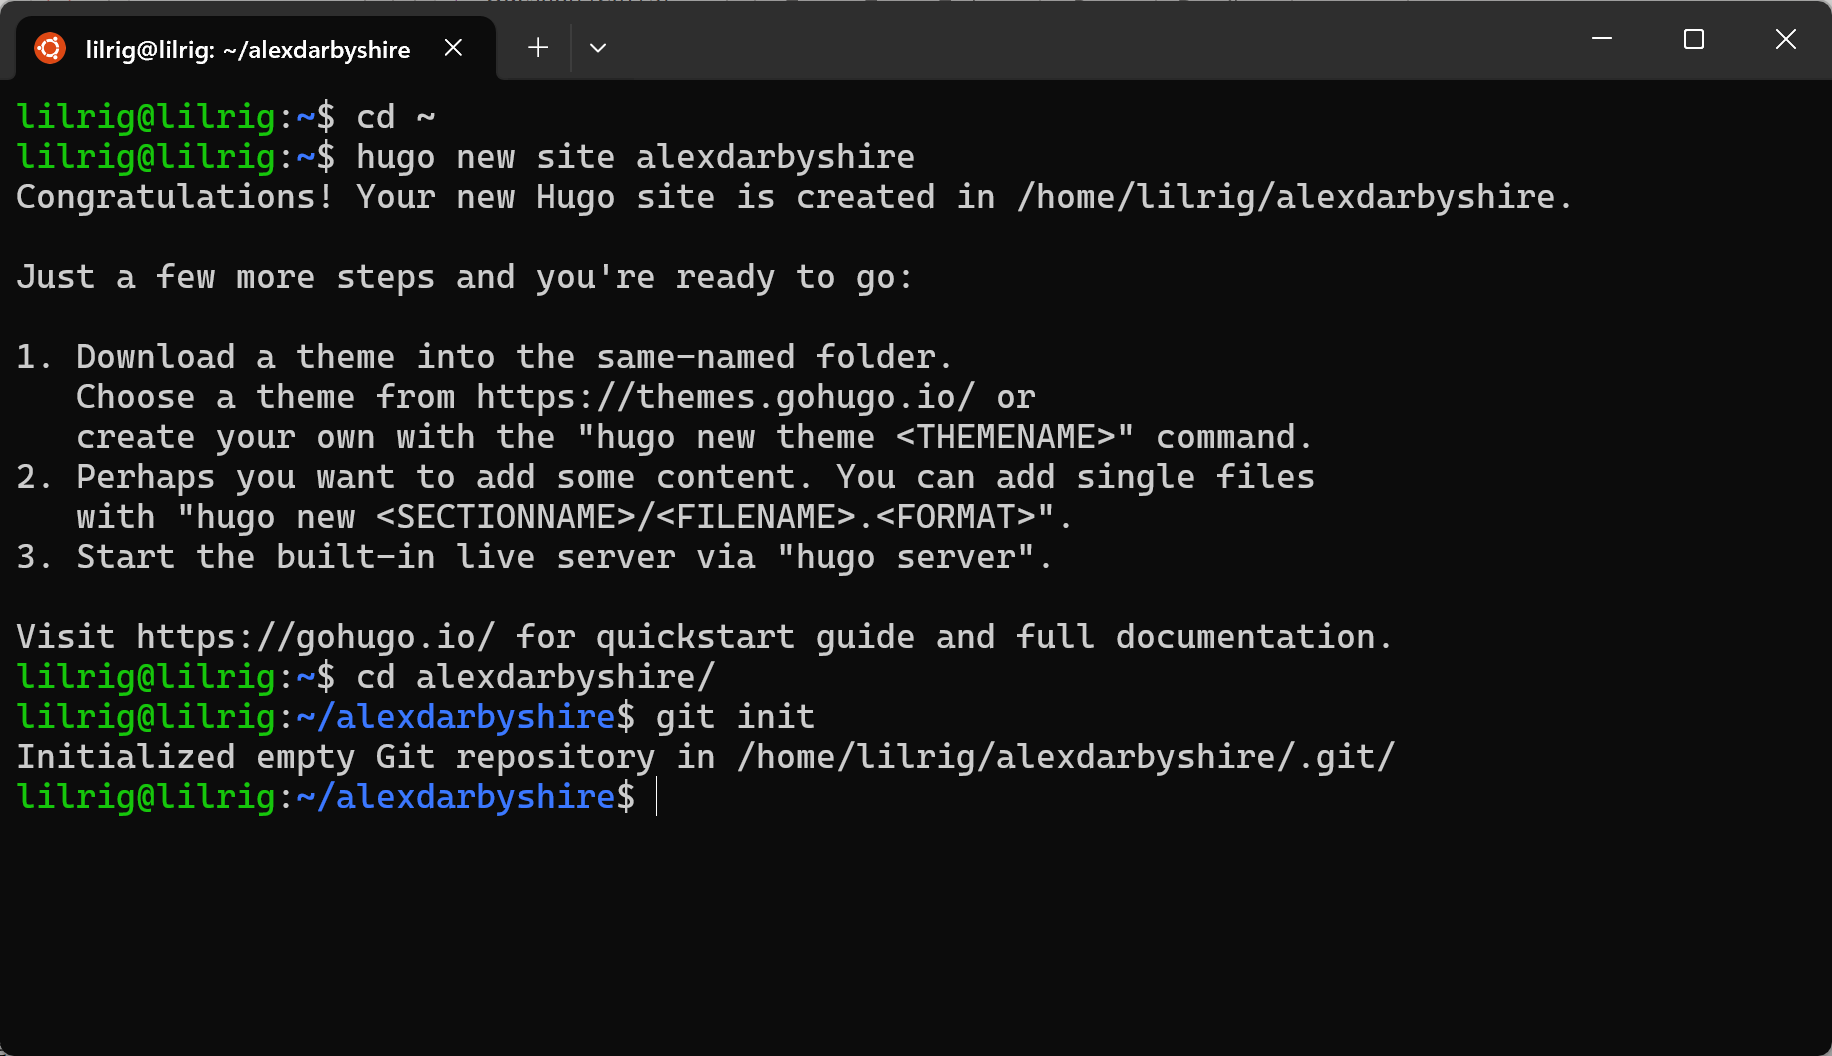 lilrig@lilrig: ~/alexdarbyshire
lilrig@lilrig:~$ cd ~
lilrig@lilrig:~$ hugo new site alexdarbyshire
Congratulations! Your new Hugo site is created in /home/lilrig/alexdarbyshire.

Just a few more steps and you're ready to go:

1. Download a theme into the same-named folder.
   Choose a theme from https://themes.gohugo.io/ or
   create your own with the "hugo new theme <THEMENAME>" command.
2. Perhaps you want to add some content. You can add single files
   with "hugo new <SECTIONNAME>/<FILENAME>.<FORMAT>".
3. Start the built-in live server via "hugo server".

Visit https://gohugo.io/ for quickstart guide and full documentation.
lilrig@lilrig:~$ cd alexdarbyshire/
lilrig@lilrig:~/alexdarbyshire$ git init
Initialized empty Git repository in /home/lilrig/alexdarbyshire/.git/
lilrig@lilrig:~/alexdarbyshire$